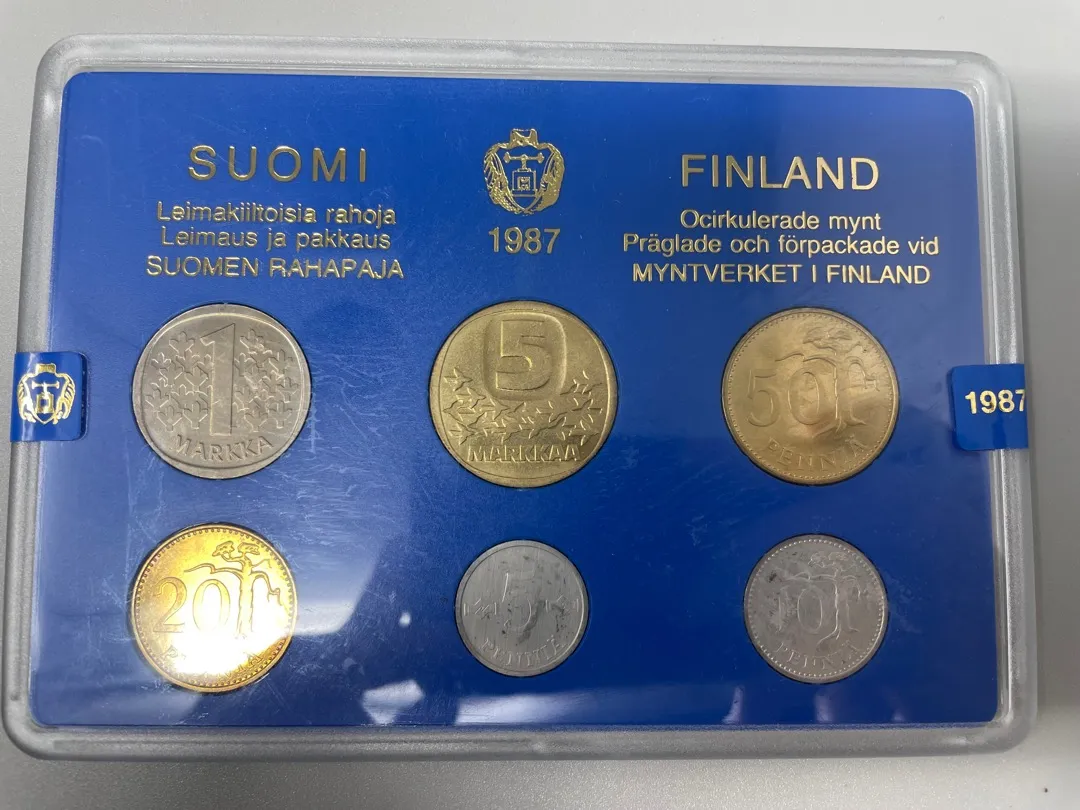 SUOMI
Leimakiiltoisia rahoja
Leimaus ja pakkaus
SUOMEN RAHAPAJA
1987
FINLAND
Ocirkulerade mynt
Präglade och förpackade vid
MYNTVERKET I FINLAND
1
MARKKA
5
MARKKAA
50
PENNIÄ
1987
20
5
PENNIÄ
10
PENNIÄ